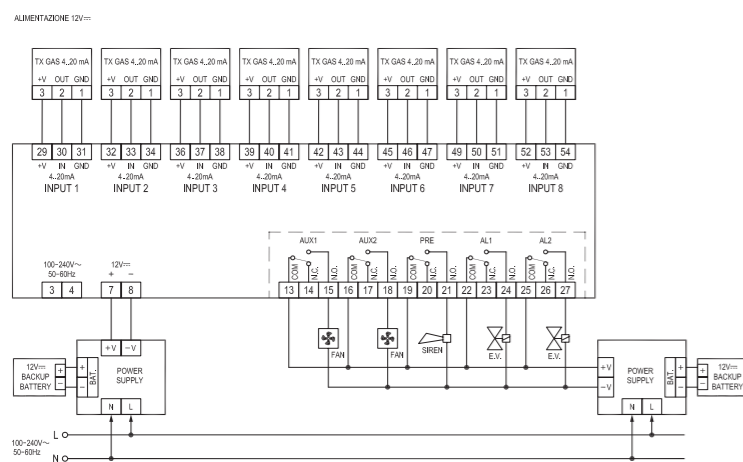 ALIMENTAZIONE 12V⎓
TX GAS 4..20 mA TX GAS 4..20 mA TX GAS 4..20 mA TX GAS 4..20 mA TX GAS 4..20 mA TX GAS 4..20 mA TX GAS 4..20 mA TX GAS 4..20 mA
+V OUT GND +V OUT GND +V OUT GND +V OUT GND +V OUT GND +V OUT GND +V OUT GND +V OUT GND
3 2 1 3 2 1 3 2 1 3 2 1 3 2 1 3 2 1 3 2 1 3 2 1
29 30 31 32 33 34 36 37 38 39 40 41 42 43 44 45 46 47 49 50 51 52 53 54
+V IN GND +V IN GND +V IN GND +V IN GND +V IN GND +V IN GND +V IN GND +V IN GND
4..20mA 4..20mA 4..20mA 4..20mA 4..20mA 4..20mA 4..20mA 4..20mA
INPUT 1 INPUT 2 INPUT 3 INPUT 4 INPUT 5 INPUT 6 INPUT 7 INPUT 8
AUX1 AUX2 PRE AL1 AL2
COM N.C. N.O. COM N.C. N.O. COM N.C. N.O. COM N.C. N.O. COM N.C. N.O.
100~240V~ 12V⎓
50~60Hz + −
3 4 7 8 13 14 15 16 17 18 19 20 21 22 23 24 25 26 27
FAN FAN SIREN E.V. E.V.
+V −V
12V⎓
BACKUP
BATTERY
+
−
+
−
BAT.
POWER
SUPPLY
N L
+V
−V
POWER
SUPPLY
BAT.
+
−
+
−
12V⎓
BACKUP
BATTERY
N L
L
100~240V~
50~60Hz
N